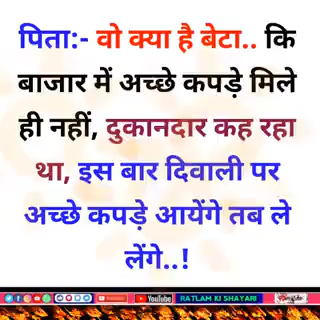 पिता:- वो क्या है बेटा.. कि
बाजार में अच्छे कपड़े मिले
ही नहीं, दुकानदार कह रहा
था, इस बार दिवाली पर
अच्छे कपड़े आयेंगे तब ले
लेंगे..!
YouTube RATLAM KI SHAYARI